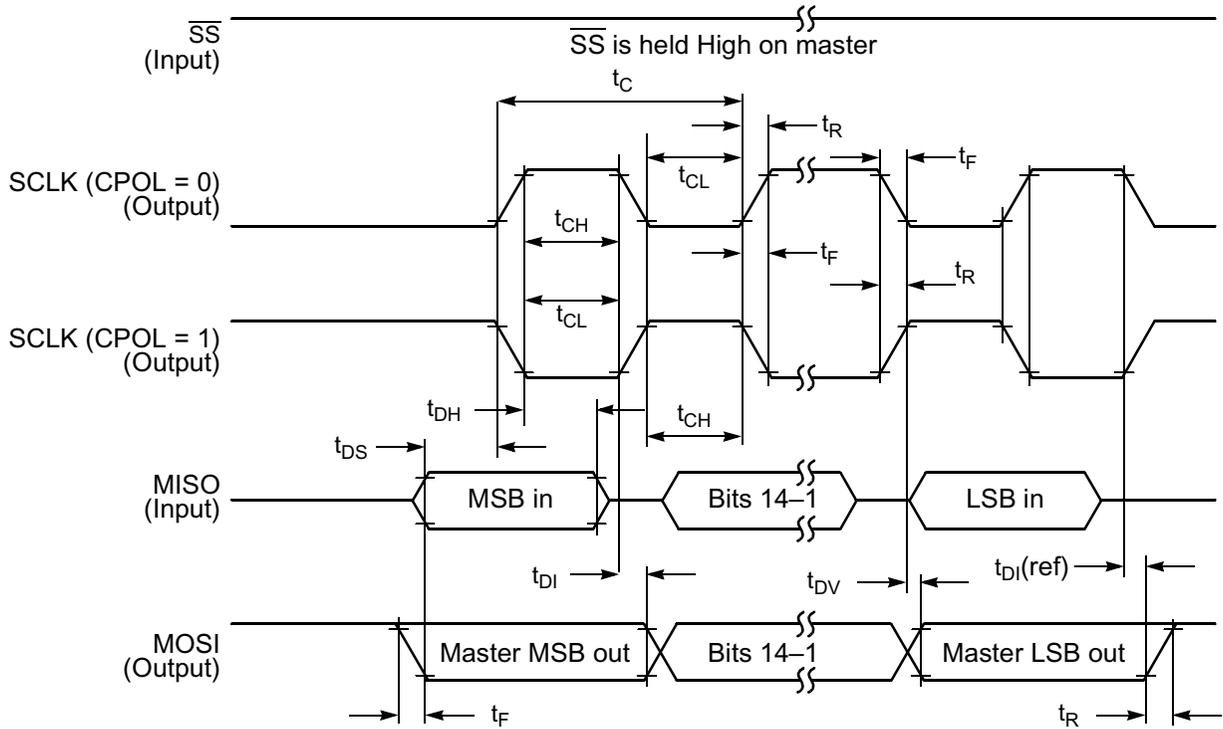 SS
(Input)
SS is held High on master
tC
tR
tCL
tF
SCLK (CPOL = 0)
(Output)
tCH
tF
tR
tCL
SCLK (CPOL = 1)
(Output)
tDH
tCH
tDS
MISO
(Input)
MSB in
Bits 14–1
LSB in
tDI
tDV
tDI(ref)
MOSI
(Output)
Master MSB out
Bits 14–1
Master LSB out
tF
tR